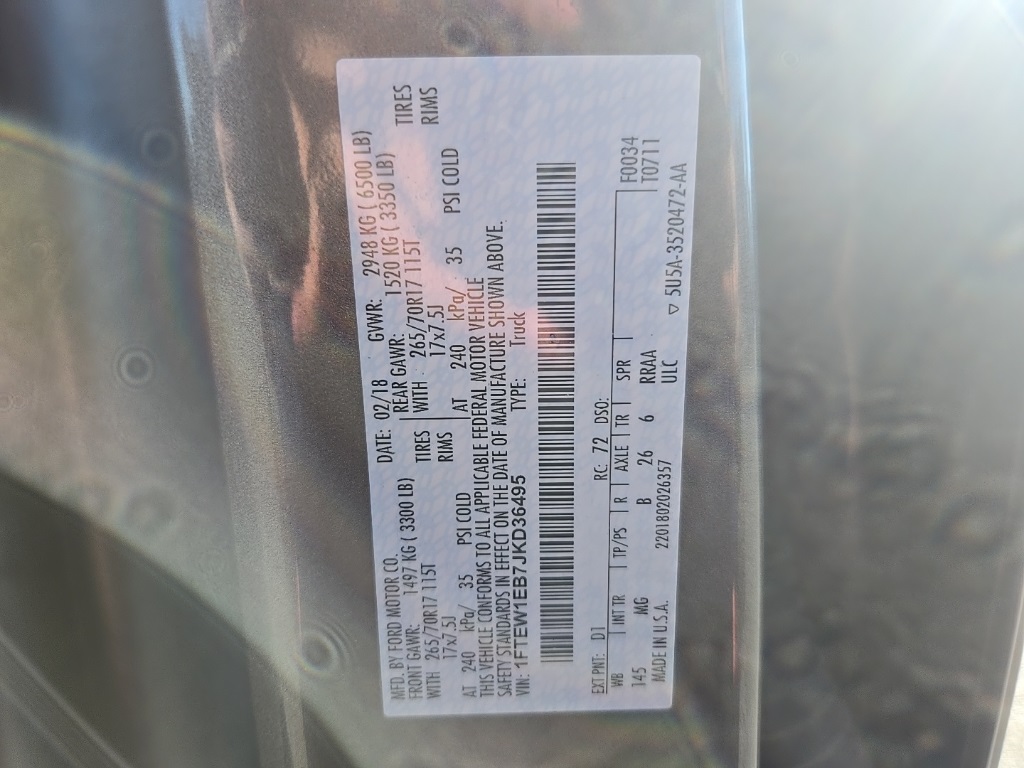 MFD. BY FORD MOTOR CO. DATE: 02/18 GVWR: 2948 KG ( 6500 LB)
FRONT GAWR: 1497 KG ( 3300 LB) REAR GAWR: 1520 KG ( 3350 LB)
WITH 265/70R17 115T TIRES WITH : 265/70R17 115T TIRES
17x7.5J RIMS 17x7.5J RIMS
AT 240 kPa/ 35 PSI COLD AT 240 kPa/ 35 PSI COLD
THIS VEHICLE CONFORMS TO ALL APPLICABLE FEDERAL MOTOR VEHICLE
SAFETY STANDARDS IN EFFECT ON THE DATE OF MANUFACTURE SHOWN ABOVE.
VIN: 1FTEW1EB7JKD36495 TYPE: Truck
EXT PNT: D1 RC: 72 DSO: F0034
WB INT TR TP/PS R AXLE TR SPR T0711
145 MG B 26 6 RRAA
MADE IN U.S.A. 2201802026357 ULC
▽ 5U5A-3520472-AA